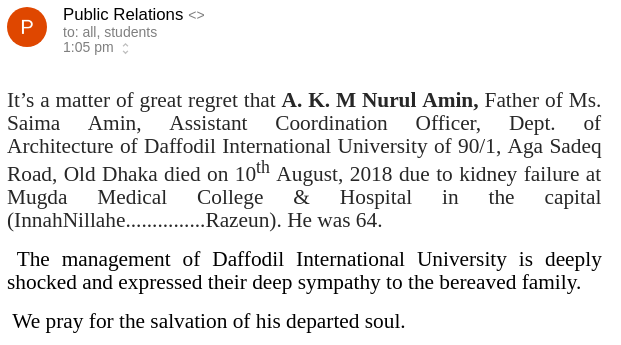 P
Public Relations <>
to: all, students
1:05 pm
It’s a matter of great regret that A. K. M Nurul Amin, Father of Ms.
Saima Amin, Assistant Coordination Officer, Dept. of
Architecture of Daffodil International University of 90/1, Aga Sadeq
Road, Old Dhaka died on 10th August, 2018 due to kidney failure at
Mugda Medical College & Hospital in the capital
(InnahNillahe...............Razeun). He was 64.
The management of Daffodil International University is deeply
shocked and expressed their deep sympathy to the bereaved family.
We pray for the salvation of his departed soul.